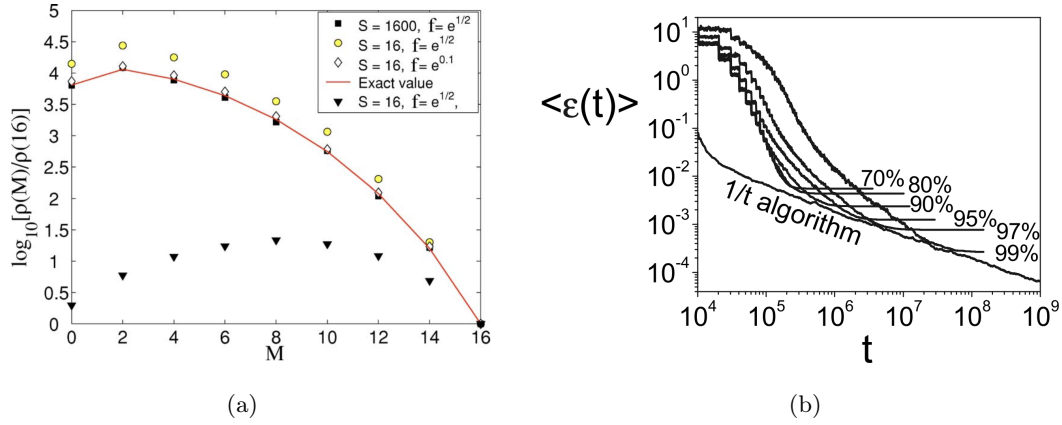 5
4.5
4
3.5
3
2.5
2
1.5
1
0.5
0
log10[ρ(M)/ρ(16)]
0 2 4 6 8 10 12 14 16
M
S = 1600, f= e^1/2
S = 16, f= e^1/2
S = 16, f= e^0.1
Exact value
S = 16, f= e^1/2,
(a)
<ε(t)>
10^1
10^0
10^-1
10^-2
10^-3
10^-4
70%
80%
90%
95%
97%
99%
1/t algorithm
10^4 10^5 10^6 10^7 10^8 10^9
t
(b)